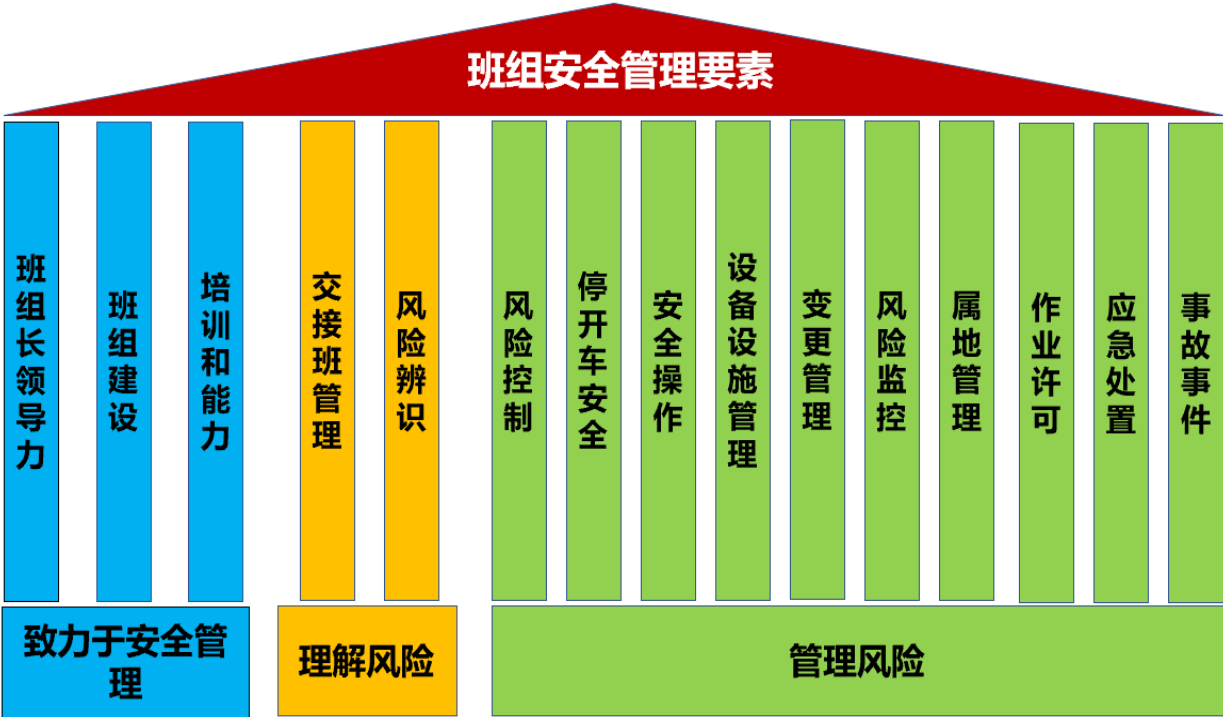 班组安全管理要素
班组长领导力
班组建设
培训和能力
交接班管理
风险辨识
风险控制
停开车安全
安全操作
设备设施管理
变更管理
风险监控
属地管理
作业许可
应急处置
事故事件
致力于安全管
理
理解风险
管理风险